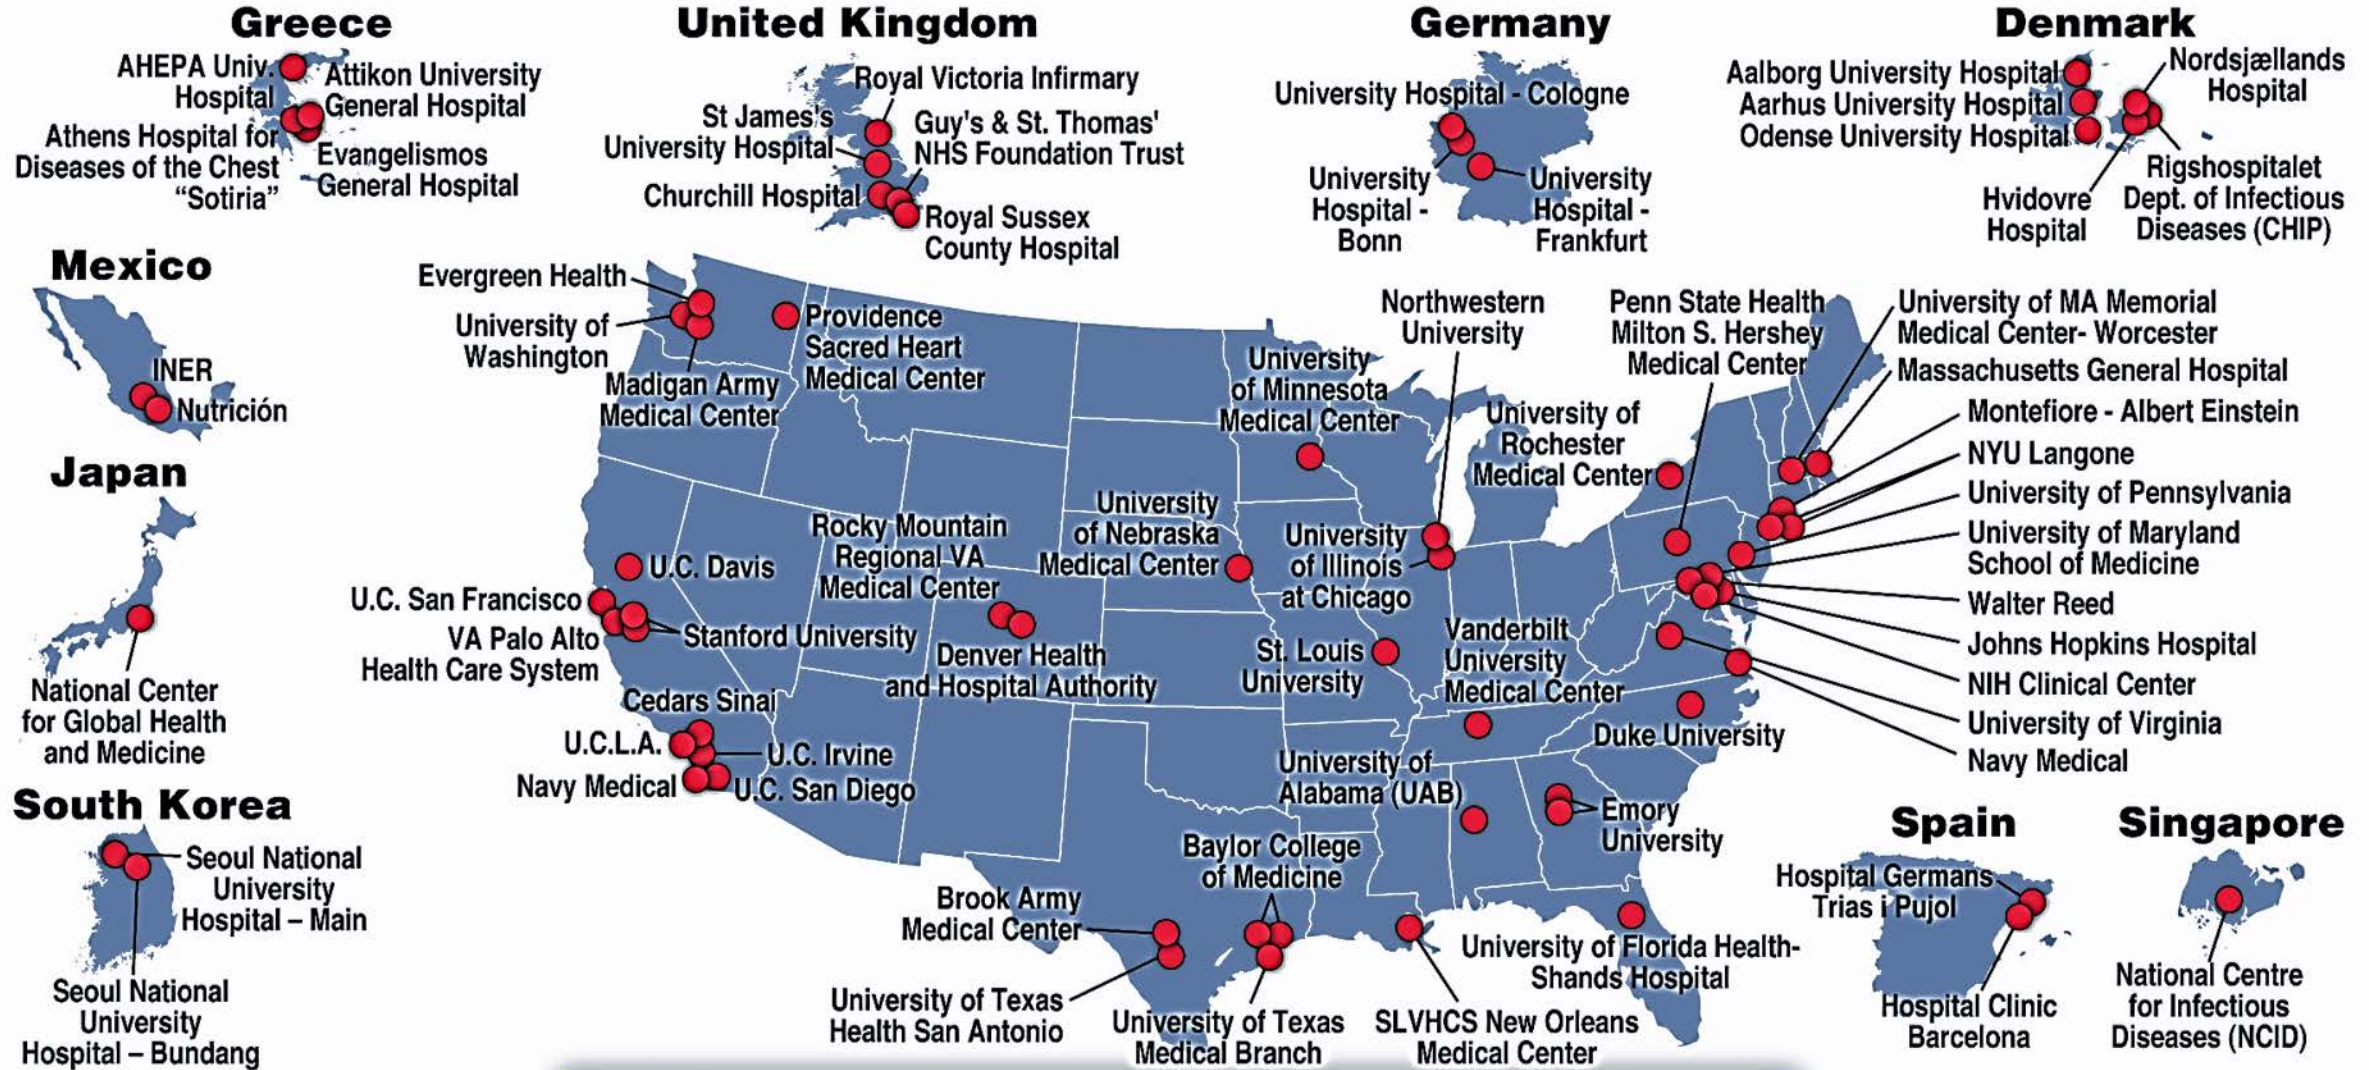 Greece
AHEPA Univ.
Hospital
Attikon University
General Hospital
Athens Hospital for
Diseases of the Chest
“Sotiria”
Evangelismos
General Hospital
United Kingdom
Royal Victoria Infirmary
St James's
University Hospital
Guy's & St. Thomas'
NHS Foundation Trust
Churchill Hospital
Royal Sussex
County Hospital
Germany
University Hospital - Cologne
University
Hospital -
Bonn
University
Hospital -
Frankfurt
Denmark
Aalborg University Hospital
Aarhus University Hospital
Odense University Hospital
Nordsjællands
Hospital
Hvidovre
Hospital
Rigshospitalet
Dept. of Infectious
Diseases (CHIP)
Mexico
INER
Nutrición
Japan
National Center
for Global Health
and Medicine
South Korea
Seoul National
University
Hospital – Main
Seoul National
University
Hospital – Bundang
Evergreen Health
University of
Washington
Madigan Army
Medical Center
Providence
Sacred Heart
Medical Center
U.C. Davis
U.C. San Francisco
VA Palo Alto
Health Care System
Stanford University
Cedars Sinai
U.C.L.A.
U.C. Irvine
Navy Medical
U.C. San Diego
Rocky Mountain
Regional VA
Medical Center
Denver Health
and Hospital Authority
University
of Nebraska
Medical Center
University
of Minnesota
Medical Center
Northwestern
University
University
of Illinois
at Chicago
St. Louis
University
Vanderbilt
University
Medical Center
University of
Alabama (UAB)
Baylor College
of Medicine
Brook Army
Medical Center
University of Texas
Health San Antonio
University of Texas
Medical Branch
SLVHCS New Orleans
Medical Center
University of Florida Health-
Shands Hospital
Emory
University
Duke University
University of
Rochester
Medical Center
Penn State Health
Milton S. Hershey
Medical Center
University of MA Memorial
Medical Center- Worcester
Massachusetts General Hospital
Montefiore - Albert Einstein
NYU Langone
University of Pennsylvania
University of Maryland
School of Medicine
Walter Reed
Johns Hopkins Hospital
NIH Clinical Center
University of Virginia
Navy Medical
Spain
Hospital Germans
Trias i Pujol
Hospital Clinic
Barcelona
Singapore
National Centre
for Infectious
Diseases (NCID)